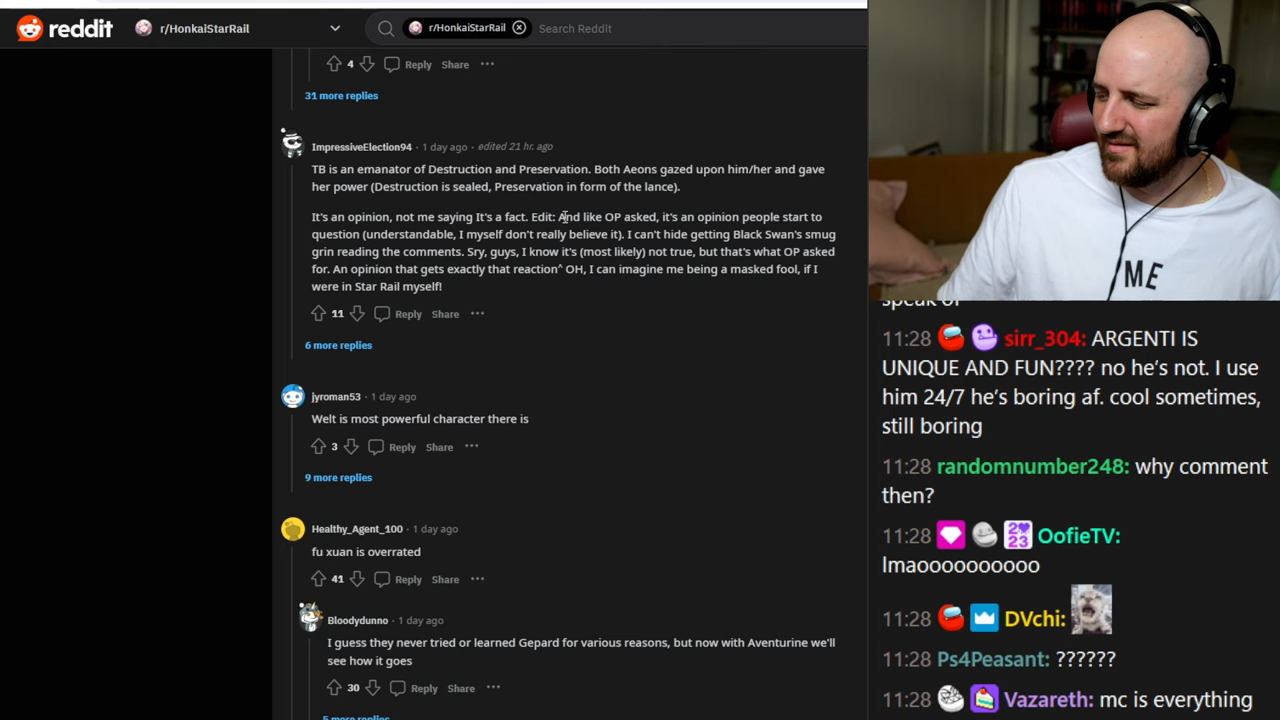 reddit
r/HonkaiStarRail
r/HonkaiStarRail
Search Reddit
4 Reply Share
31 more replies
ImpressiveElection94 · 1 day ago · edited 21 hr. ago
TB is an emanator of Destruction and Preservation. Both Aeons gazed upon him/her and gave
her power (Destruction is sealed, Preservation in form of the lance).
It's an opinion, not me saying It's a fact. Edit: And like OP asked, it's an opinion people start to
question (understandable, I myself don't really believe it). I can't hide getting Black Swan's smug
grin reading the comments. Sry, guys, I know it's (most likely) not true, but that's what OP asked
for. An opinion that gets exactly that reaction^ OH, I can imagine me being a masked fool, if I
were in Star Rail myself!
11 Reply Share
6 more replies
jyroman53 · 1 day ago
Welt is most powerful character there is
3 Reply Share
9 more replies
Healthy_Agent_100 · 1 day ago
fu xuan is overrated
41 Reply Share
Bloodydunno · 1 day ago
I guess they never tried or learned Gepard for various reasons, but now with Aventurine we'll
see how it goes
30 Reply Share
5 more replies
ME
speak of
11:28 sirr_304: ARGENTI IS
UNIQUE AND FUN???? no he's not. I use
him 24/7 he's boring af. cool sometimes,
still boring
11:28 randomnumber248: why comment
then?
11:28 2023 OofieTV:
lmaoooooooooo
11:28 DVchi:
11:28 Ps4Peasant: ??????
11:28 Vazareth: mc is everything